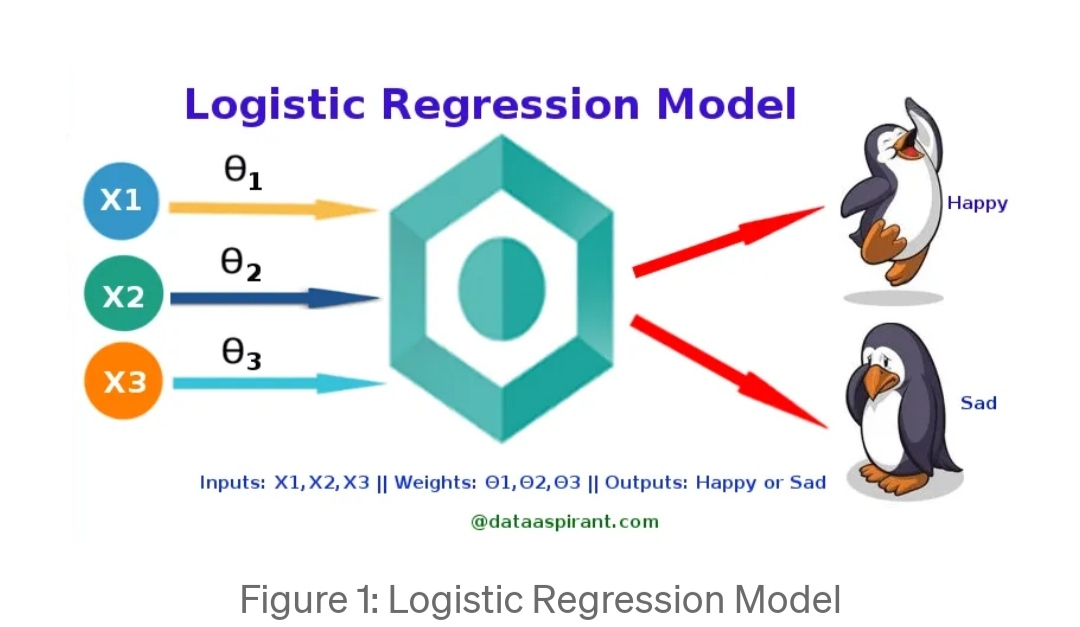 Logistic Regression Model
X1
θ1
Happy
X2
θ2
X3
θ3
Sad
Inputs: X1,X2,X3 || Weights: Θ1,Θ2,Θ3 || Outputs: Happy or Sad
@dataaspirant.com
Figure 1: Logistic Regression Model